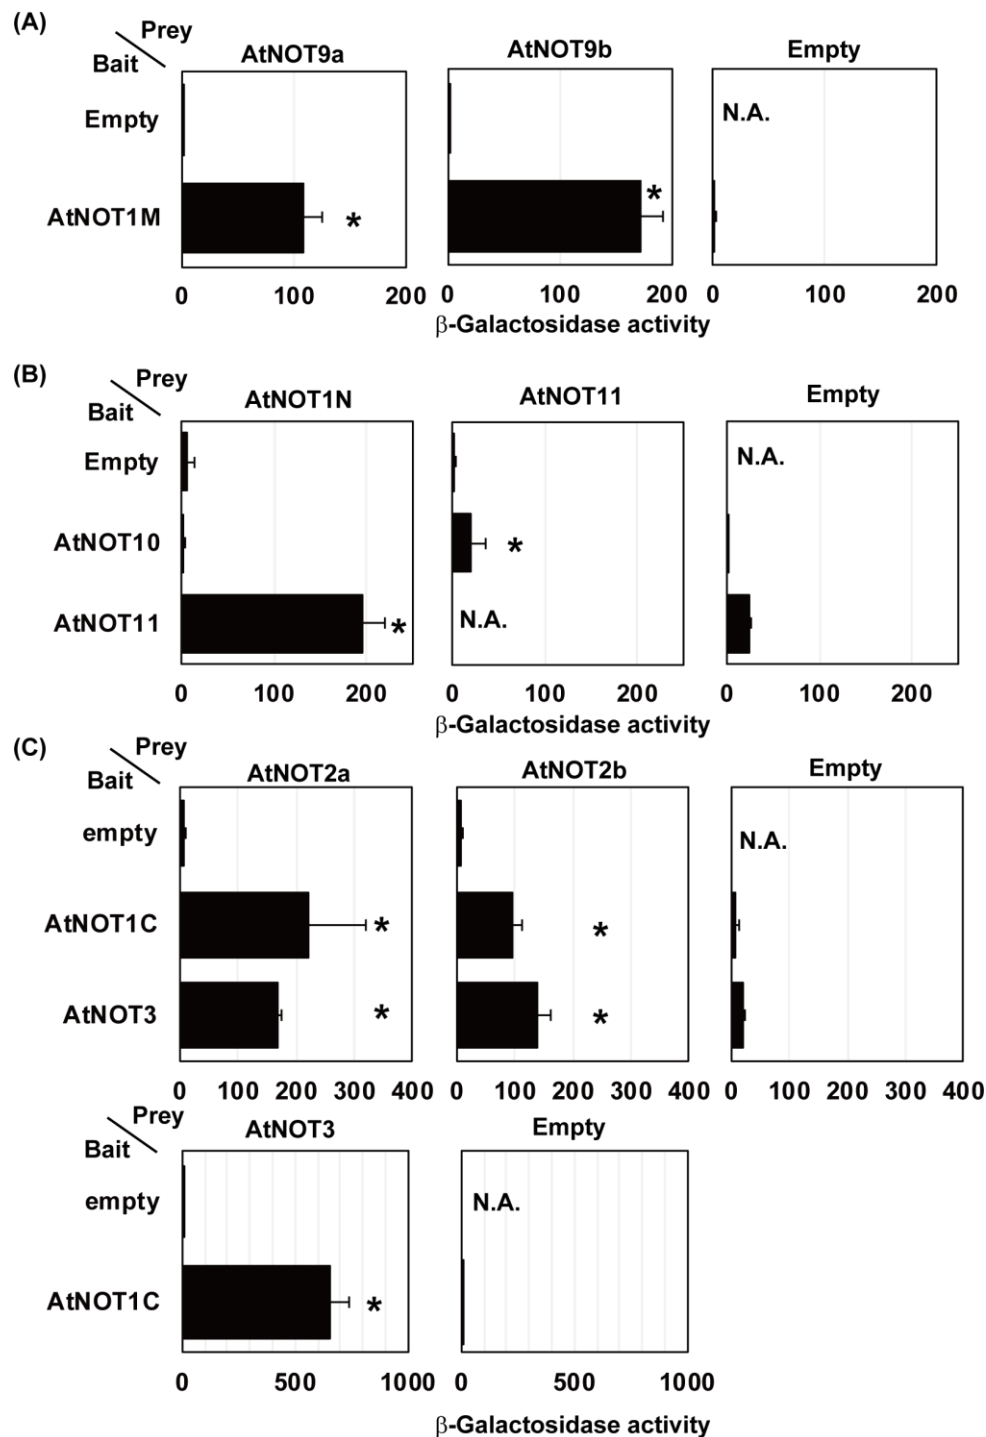 (A)
Prey
Bait
AtNOT9a AtNOT9b Empty
Empty
N.A.
AtNOT1M
*
*
0 100 200 0 100 200 0 100 200
β-Galactosidase activity
(B)
Prey
Bait
AtNOT1N AtNOT11 Empty
Empty
N.A.
AtNOT10
*
AtNOT11
*
N.A.
0 100 200 0 100 200 0 100 200
β-Galactosidase activity
(C)
Prey
Bait
AtNOT2a AtNOT2b Empty
empty
N.A.
AtNOT1C
*
*
AtNOT3
*
*
0 100 200 300 400 0 100 200 300 400 0 100 200 300 400
Prey
Bait
AtNOT3 Empty
empty
N.A.
AtNOT1C
*
0 500 1000 0 500 1000
β-Galactosidase activity